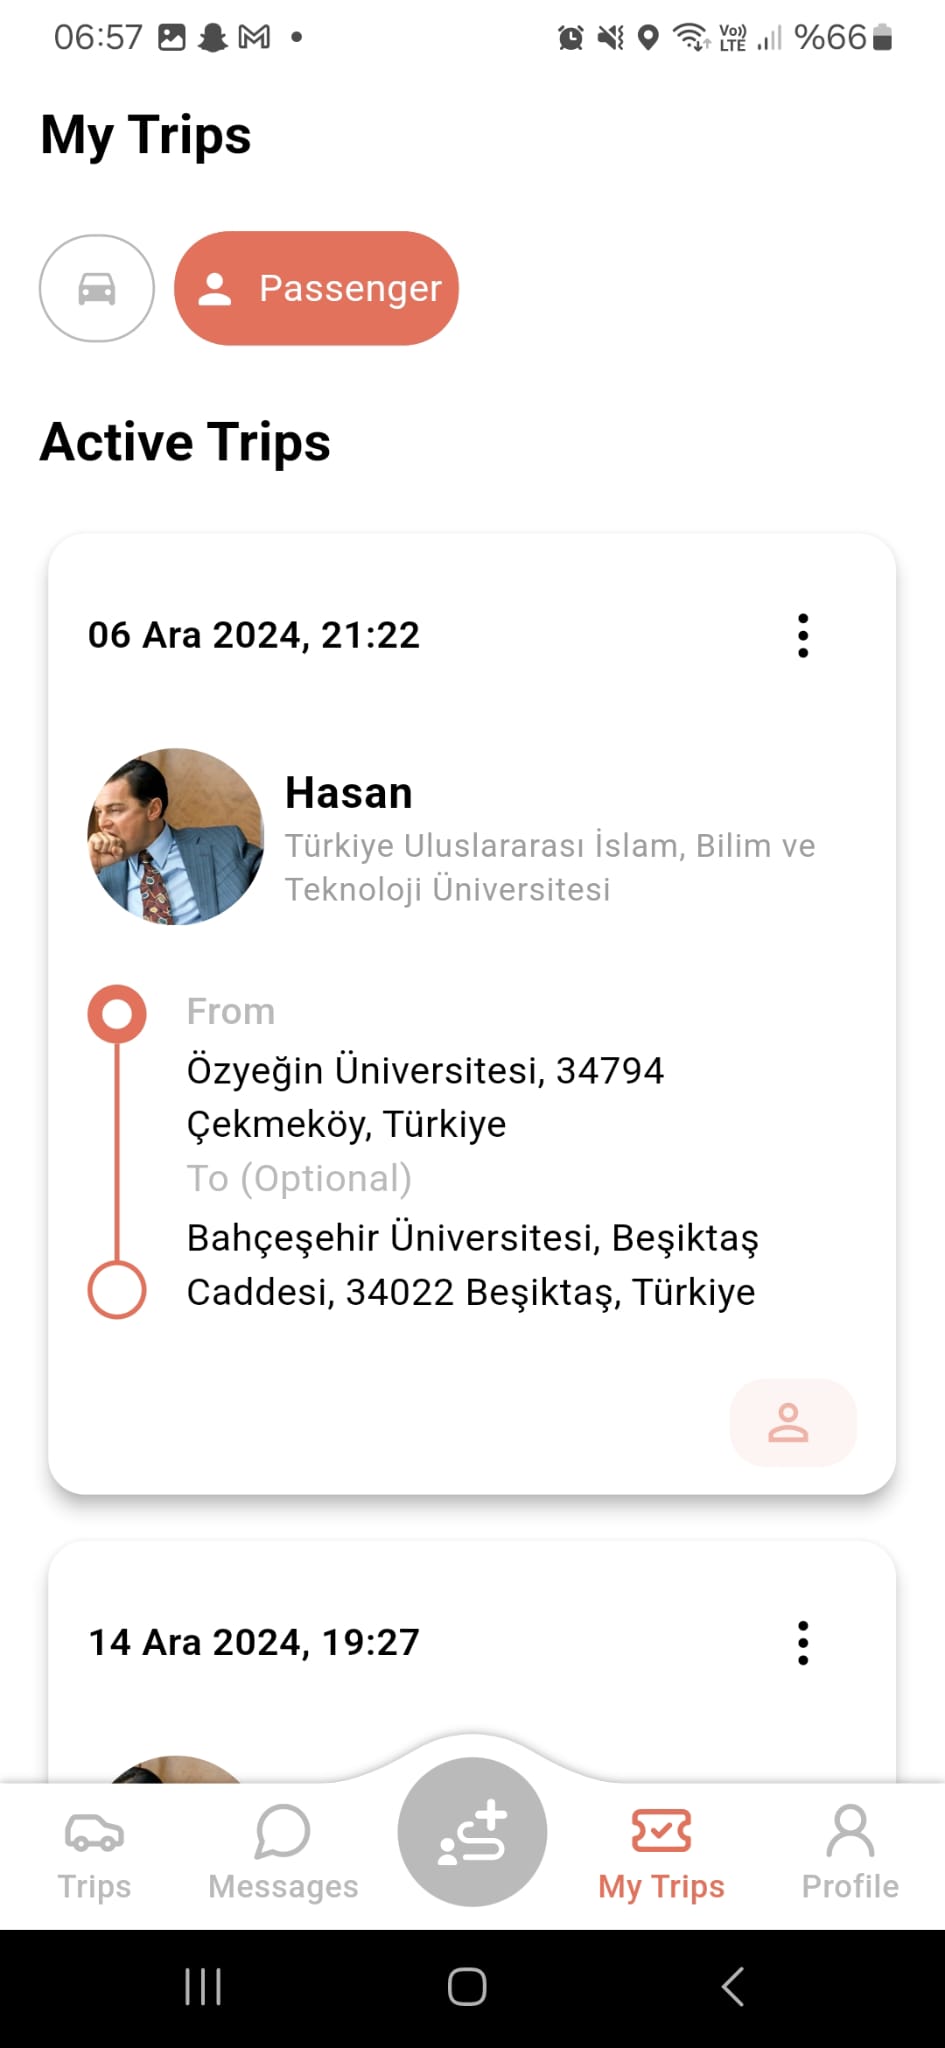 06:57
Vo))
LTE
%66
My Trips
Passenger
Active Trips
06 Ara 2024, 21:22
Hasan
Türkiye Uluslararası İslam, Bilim ve
Teknoloji Üniversitesi
From
Özyeğin Üniversitesi, 34794
Çekmeköy, Türkiye
To (Optional)
Bahçeşehir Üniversitesi, Beşiktaş
Caddesi, 34022 Beşiktaş, Türkiye
14 Ara 2024, 19:27
Trips
Messages
My Trips
Profile